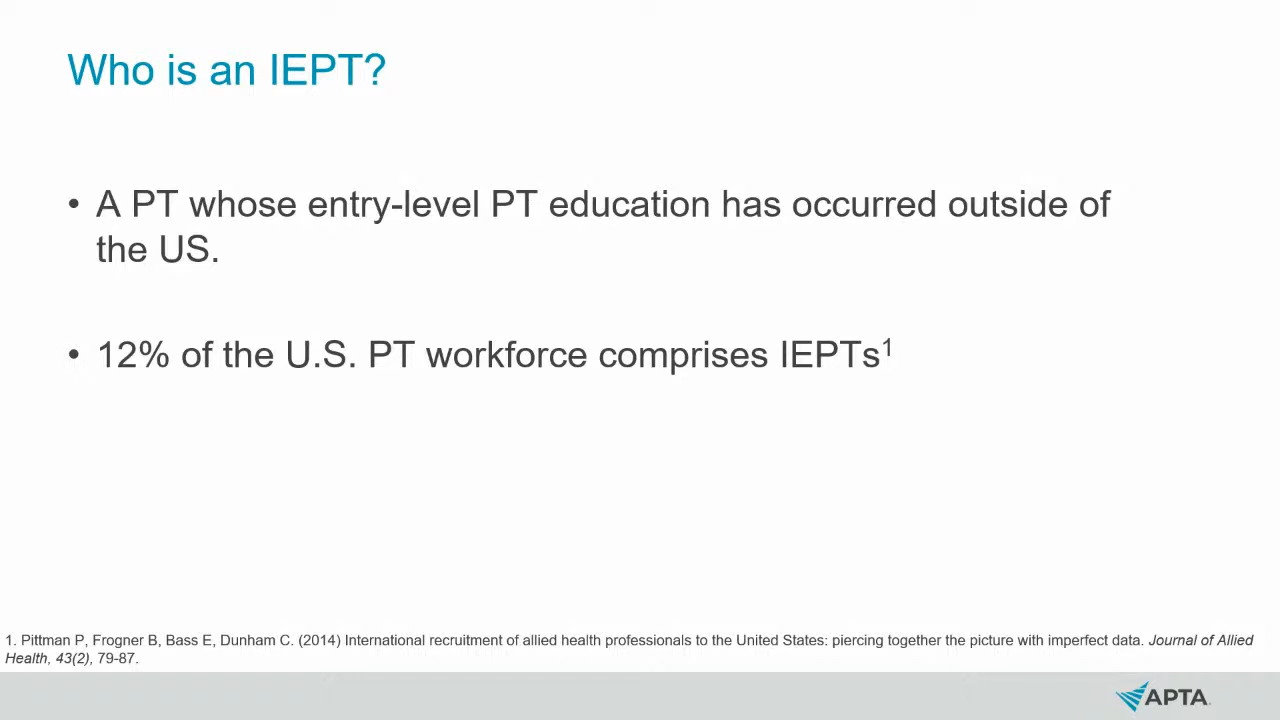 Who is an IEPT?
• A PT whose entry-level PT education has occurred outside of
the US.
• 12% of the U.S. PT workforce comprises IEPTs¹
1. Pittman P, Frogner B, Bass E, Dunham C. (2014) International recruitment of allied health professionals to the United States: piercing together the picture with imperfect data. Journal of Allied
Health, 43(2), 79-87.
APTA